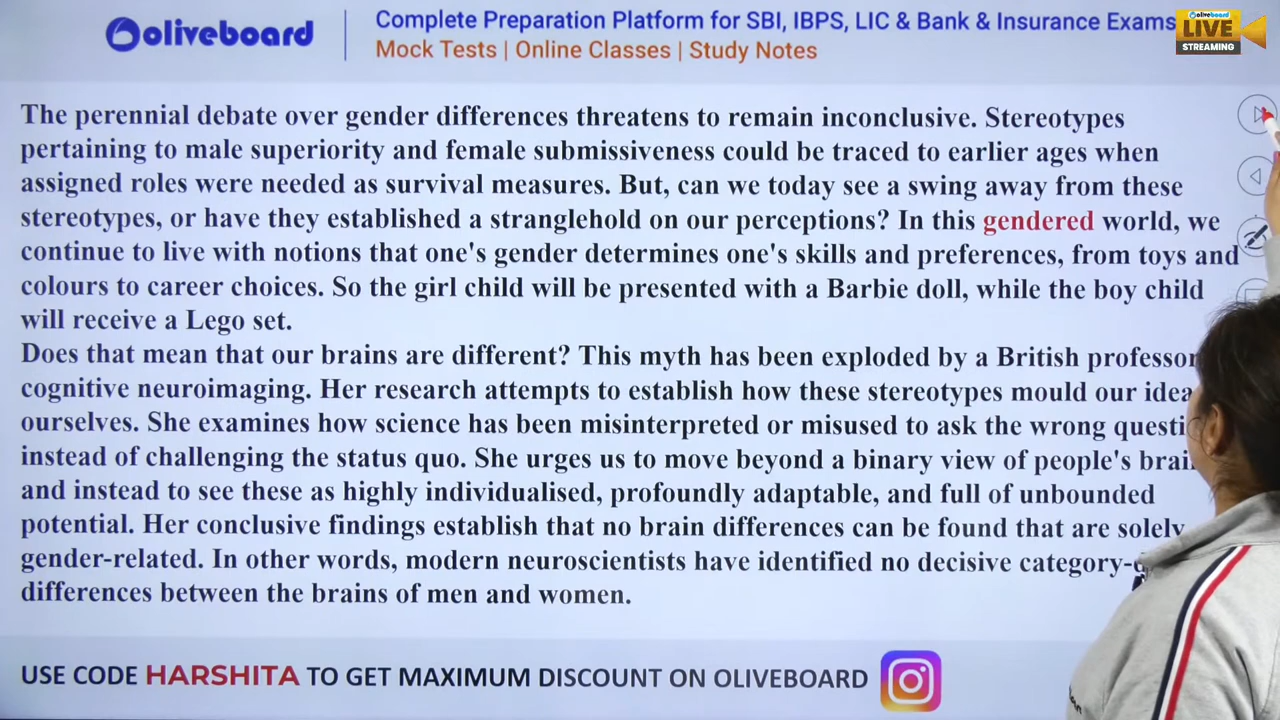 oliveboard
Complete Preparation Platform for SBI, IBPS, LIC & Bank & Insurance Exams
Mock Tests | Online Classes | Study Notes
oliveboard
LIVE
STREAMING
The perennial debate over gender differences threatens to remain inconclusive. Stereotypes
pertaining to male superiority and female submissiveness could be traced to earlier ages when
assigned roles were needed as survival measures. But, can we today see a swing away from these
stereotypes, or have they established a stranglehold on our perceptions? In this gendered world, we
continue to live with notions that one's gender determines one's skills and preferences, from toys and
colours to career choices. So the girl child will be presented with a Barbie doll, while the boy child
will receive a Lego set.
Does that mean that our brains are different? This myth has been exploded by a British professor
cognitive neuroimaging. Her research attempts to establish how these stereotypes mould our idea
ourselves. She examines how science has been misinterpreted or misused to ask the wrong questi
instead of challenging the status quo. She urges us to move beyond a binary view of people's brai
and instead to see these as highly individualised, profoundly adaptable, and full of unbounded
potential. Her conclusive findings establish that no brain differences can be found that are solely
gender-related. In other words, modern neuroscientists have identified no decisive category-
differences between the brains of men and women.
USE CODE HARSHITA TO GET MAXIMUM DISCOUNT ON OLIVEBOARD